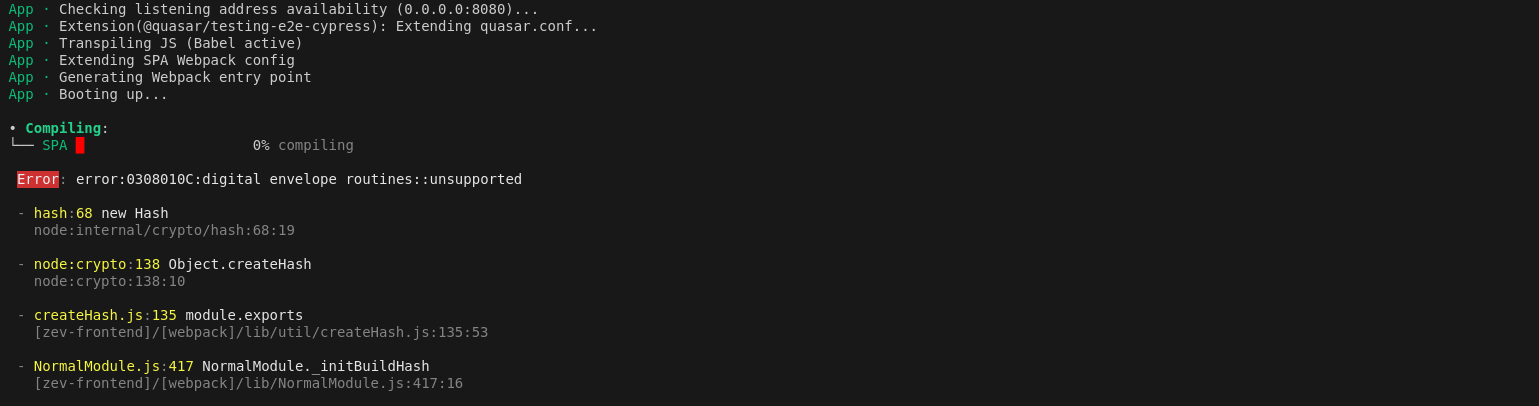 App · Checking listening address availability (0.0.0.0:8080)...
App · Extension(@quasar/testing-e2e-cypress): Extending quasar.conf...
App · Transpiling JS (Babel active)
App · Extending SPA Webpack config
App · Generating Webpack entry point
App · Booting up...
• Compiling:
└── SPA █ 0% compiling
Error: error:0308010C:digital envelope routines::unsupported
- hash:68 new Hash
node:internal/crypto/hash:68:19
- node:crypto:138 Object.createHash
node:crypto:138:10
- createHash.js:135 module.exports
[zev-frontend]/[webpack]/lib/util/createHash.js:135:53
- NormalModule.js:417 NormalModule._initBuildHash
[zev-frontend]/[webpack]/lib/NormalModule.js:417:16